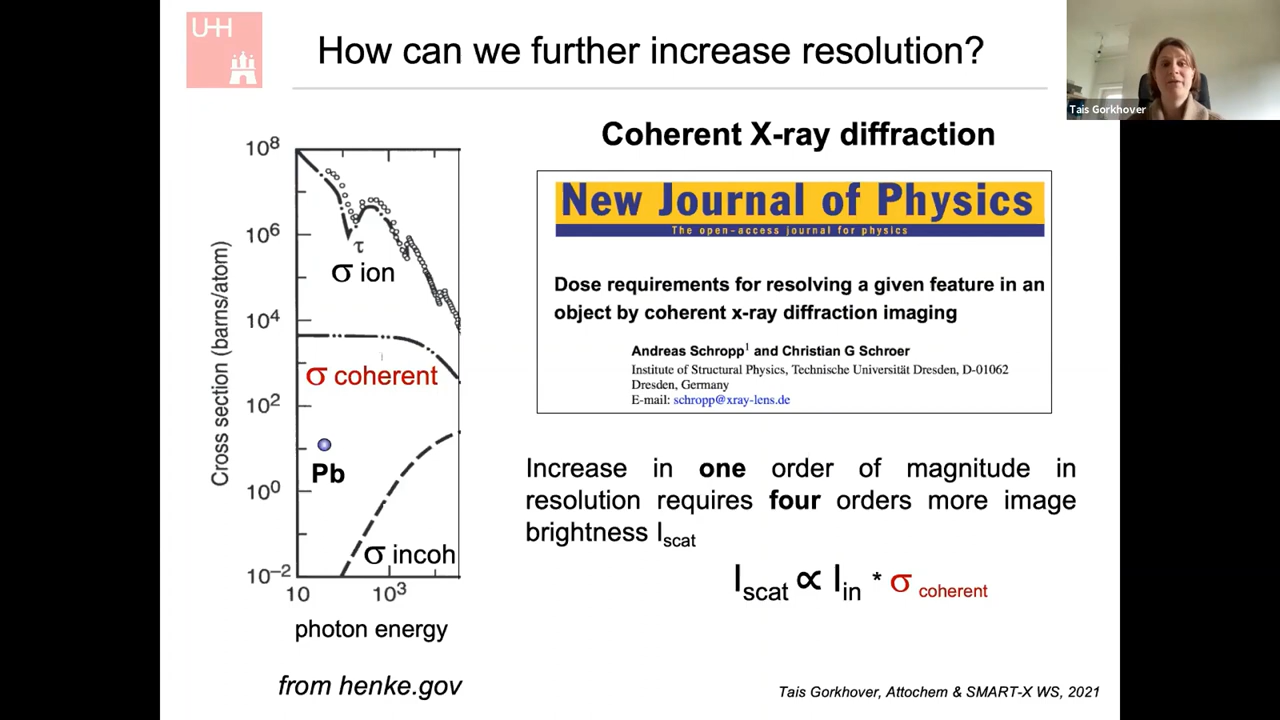 UHH
How can we further increase resolution?
Tais Gorkhover
Coherent X-ray diffraction
New Journal of Physics
The open–access journal for physics
Dose requirements for resolving a given feature in an
object by coherent x-ray diffraction imaging
Andreas Schropp¹ and Christian G Schroer
Institute of Structural Physics, Technische Universität Dresden, D-01062
Dresden, Germany
E-mail: schropp@xray-lens.de
Cross section (barns/atom)
10⁸
10⁶
10⁴
10²
10⁰
10⁻²
τ
σ ion
σ coherent
Pb
σ incoh
10
10³
photon energy
from henke.gov
Increase in one order of magnitude in
resolution requires four orders more image
brightness Iscat
Iscat ∝ Iin * σ coherent
Tais Gorkhover, Attochem & SMART-X WS, 2021